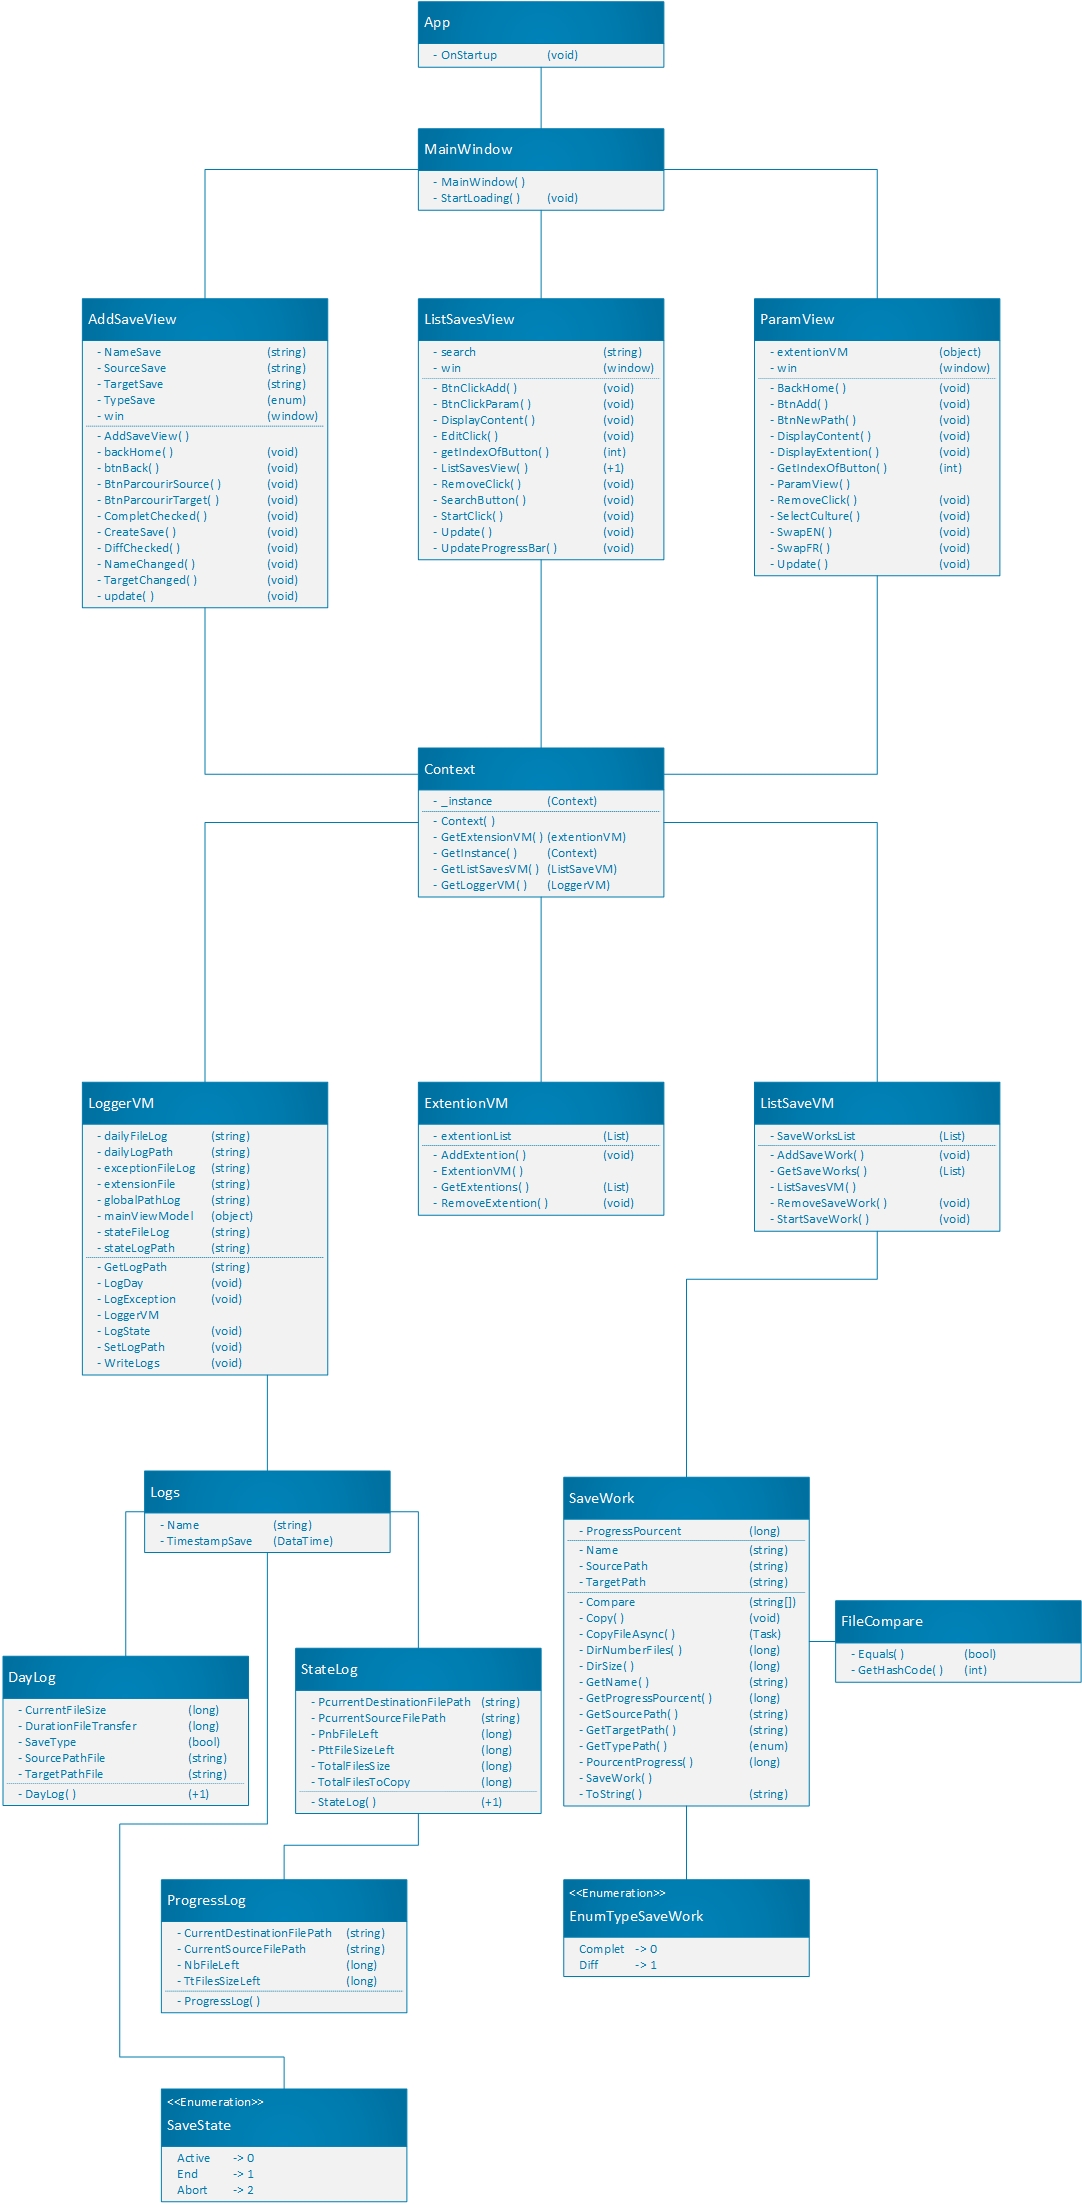 App
- OnStartup (void)
MainWindow
- MainWindow( )
- StartLoading( ) (void)
AddSaveView
- NameSave (string)
- SourceSave (string)
- TargetSave (string)
- TypeSave (enum)
- win (window)
- AddSaveView( )
- backHome( ) (void)
- btnBack( ) (void)
- BtnParcourirSource( ) (void)
- BtnParcourirTarget( ) (void)
- CompletChecked( ) (void)
- CreateSave( ) (void)
- DiffChecked( ) (void)
- NameChanged( ) (void)
- TargetChanged( ) (void)
- update( ) (void)
ListSavesView
- search (string)
- win (window)
- BtnClickAdd( ) (void)
- BtnClickParam( ) (void)
- DisplayContent( ) (void)
- EditClick( ) (void)
- getIndexOfButton( ) (int)
- ListSavesView( ) (+1)
- RemoveClick( ) (void)
- SearchButton( ) (void)
- StartClick( ) (void)
- Update( ) (void)
- UpdateProgressBar( ) (void)
ParamView
- extentionVM (object)
- win (window)
- BackHome( ) (void)
- BtnAdd( ) (void)
- BtnNewPath( ) (void)
- DisplayContent( ) (void)
- DisplayExtention( ) (void)
- GetIndexOfButton( ) (int)
- ParamView( )
- RemoveClick( ) (void)
- SelectCulture( ) (void)
- SwapEN( ) (void)
- SwapFR( ) (void)
- Update( ) (void)
Context
- _instance (Context)
- Context( )
- GetExtensionVM( ) (extentionVM)
- GetInstance( ) (Context)
- GetListSavesVM( ) (ListSaveVM)
- GetLoggerVM( ) (LoggerVM)
LoggerVM
- dailyFileLog (string)
- dailyLogPath (string)
- exceptionFileLog (string)
- extensionFile (string)
- globalPathLog (string)
- mainViewModel (object)
- stateFileLog (string)
- stateLogPath (string)
- GetLogPath (string)
- LogDay (void)
- LogException (void)
- LoggerVM
- LogState (void)
- SetLogPath (void)
- WriteLogs (void)
ExtentionVM
- extentionList (List)
- AddExtention( ) (void)
- ExtentionVM( )
- GetExtentions( ) (List)
- RemoveExtention( ) (void)
ListSaveVM
- SaveWorksList (List)
- AddSaveWork( ) (void)
- GetSaveWorks( ) (List)
- ListSavesVM( )
- RemoveSaveWork( ) (void)
- StartSaveWork( ) (void)
Logs
- Name (string)
- TimestampSave (DataTime)
SaveWork
- ProgressPourcent (long)
- Name (string)
- SourcePath (string)
- TargetPath (string)
- Compare (string[])
- Copy( ) (void)
- CopyFileAsync( ) (Task)
- DirNumberFiles( ) (long)
- DirSize( ) (long)
- GetName( ) (string)
- GetProgressPourcent( ) (long)
- GetSourcePath( ) (string)
- GetTargetPath( ) (string)
- GetTypePath( ) (enum)
- PourcentProgress( ) (long)
- SaveWork( )
- ToString( ) (string)
FileCompare
- Equals( ) (bool)
- GetHashCode( ) (int)
DayLog
- CurrentFileSize (long)
- DurationFileTransfer (long)
- SaveType (bool)
- SourcePathFile (string)
- TargetPathFile (string)
- DayLog( ) (+1)
StateLog
- PcurrentDestinationFilePath (string)
- PcurrentSourceFilePath (string)
- PnbFileLeft (long)
- PttFileSizeLeft (long)
- TotalFilesSize (long)
- TotalFilesToCopy (long)
- StateLog( ) (+1)
ProgressLog
- CurrentDestinationFilePath (string)
- CurrentSourceFilePath (string)
- NbFileLeft (long)
- TtFilesSizeLeft (long)
- ProgressLog( )
<<Enumeration>>
EnumTypeSaveWork
Complet -> 0
Diff -> 1
<<Enumeration>>
SaveState
Active -> 0
End -> 1
Abort -> 2